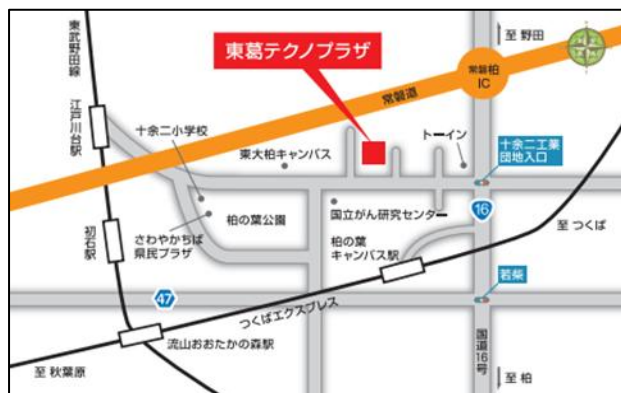 東武野田線
東葛テクノプラザ
至 野田
常磐柏
IC
常磐道
江戸川台駅
十余二小学校
東大柏キャンパス
トーイン
十余二工業
団地入口
さわやかちば
県民プラザ
柏の葉公園
国立がん研究センター
16
至 つくば
初石駅
柏の葉
キャンパス駅
47
つくばエクスプレス
若柴
流山おおたかの森駅
国道16号
至 秋葉原
至 柏